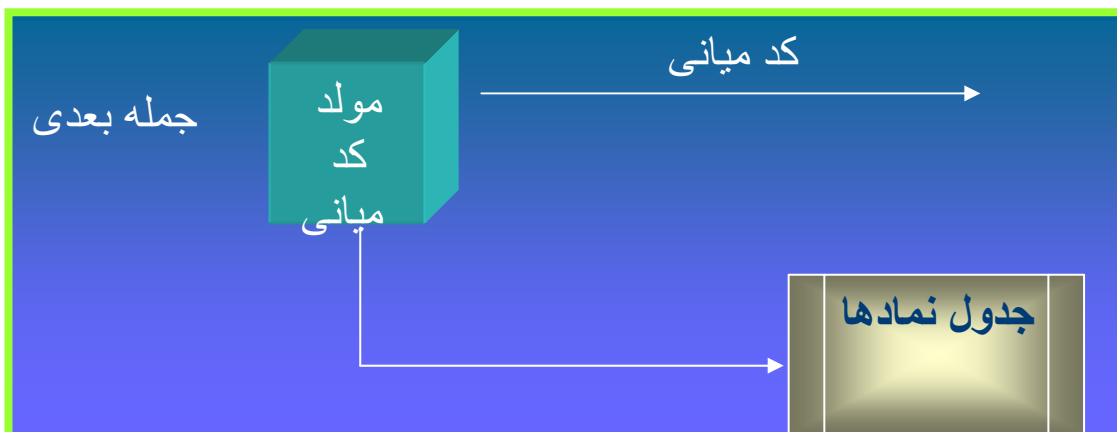 کد میانی
جمله بعدی
مولد
کد
میانی
جدول نمادها